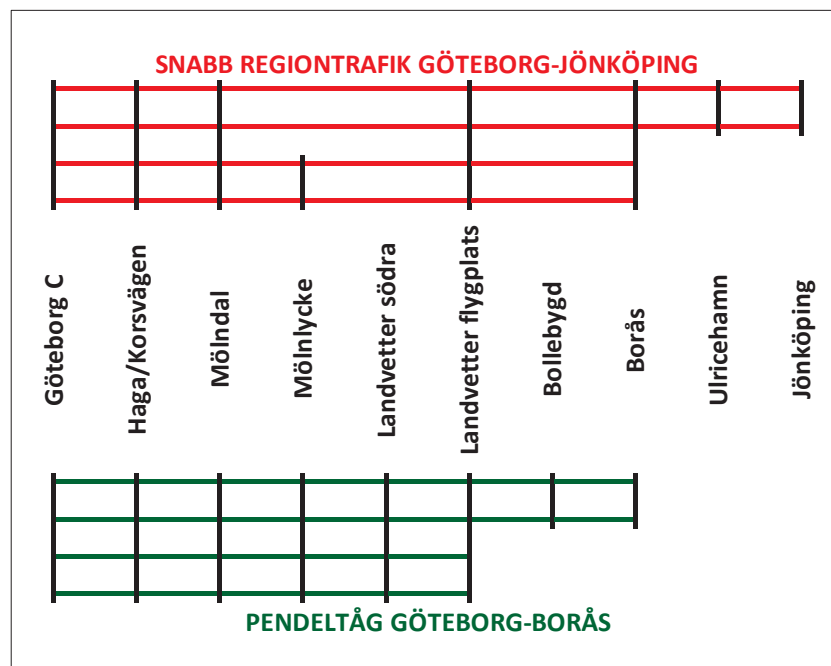 SNABB REGIONTRAFIK GÖTEBORG-JÖNKÖPING
Göteborg C
Haga/Korsvägen
Mölndal
Mölnlycke
Landvetter södra
Landvetter flygplats
Bollebygd
Borås
Ulricehamn
Jönköping
PENDELTÅG GÖTEBORG-BORÅS